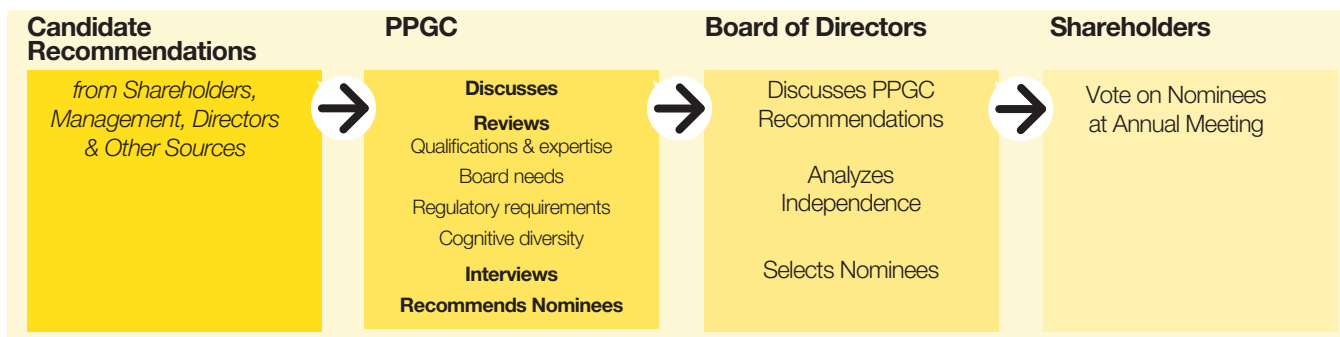 Candidate
Recommendations
from Shareholders,
Management, Directors
& Other Sources
PPGC
Discusses
Reviews
Qualifications & expertise
Board needs
Regulatory requirements
Cognitive diversity
Interviews
Recommends Nominees
Board of Directors
Discusses PPGC
Recommendations
Analyzes
Independence
Selects Nominees
Shareholders
Vote on Nominees
at Annual Meeting